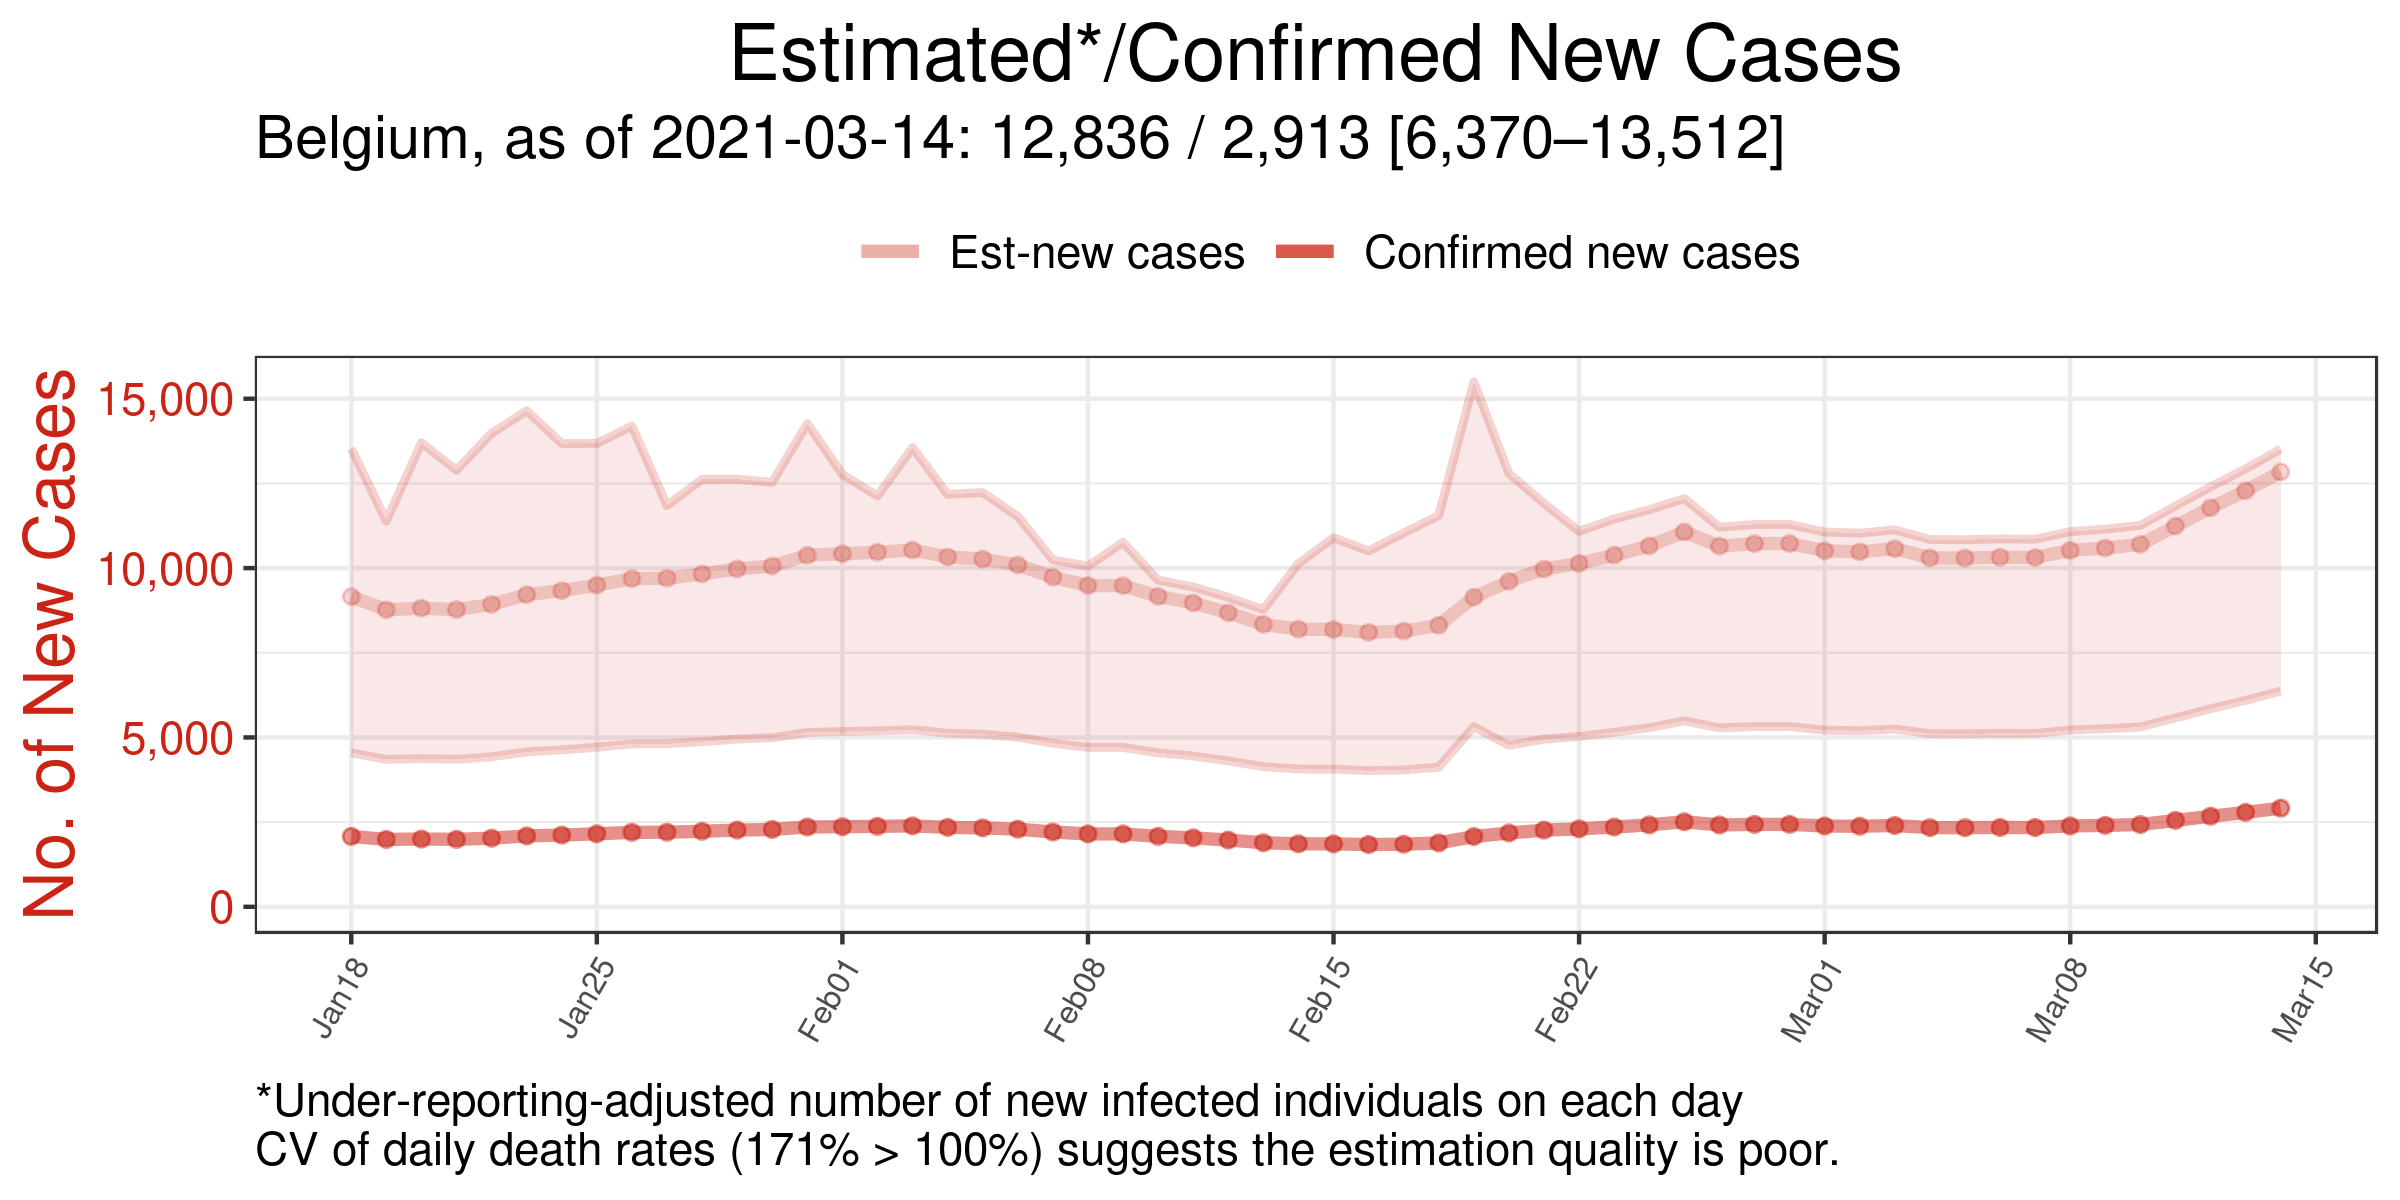 Estimated*/Confirmed New Cases
Belgium, as of 2021-03-14: 12,836 / 2,913 [6,370–13,512]
Est-new cases
Confirmed new cases
No. of New Cases
15,000
10,000
5,000
0
Jan18
Jan25
Feb01
Feb08
Feb15
Feb22
Mar01
Mar08
Mar15
*Under-reporting-adjusted number of new infected individuals on each day
CV of daily death rates (171% > 100%) suggests the estimation quality is poor.